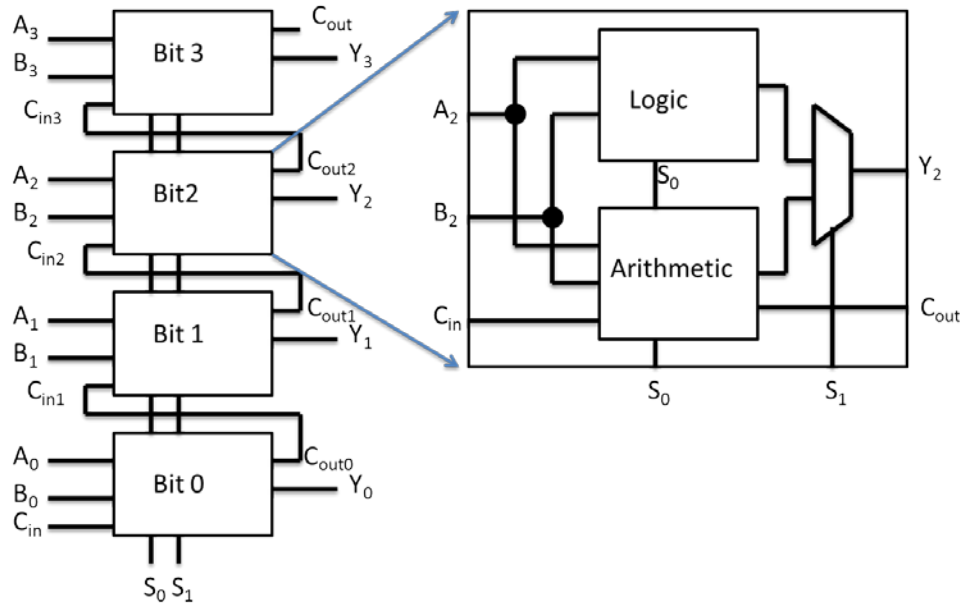 A₃
B₃
Cᵢₙ₃
Bit 3
Cₒᵤₜ
Y₃
A₂
B₂
Cᵢₙ₂
Bit2
Cₒᵤₜ₂
Y₂
A₁
B₁
Cᵢₙ₁
Bit 1
Cₒᵤₜ₁
Y₁
A₀
B₀
Cᵢₙ
Bit 0
Cₒᵤₜ₀
Y₀
S₀ S₁
A₂
B₂
Cᵢₙ
Logic
S₀
Arithmetic
Y₂
Cₒᵤₜ
S₀
S₁